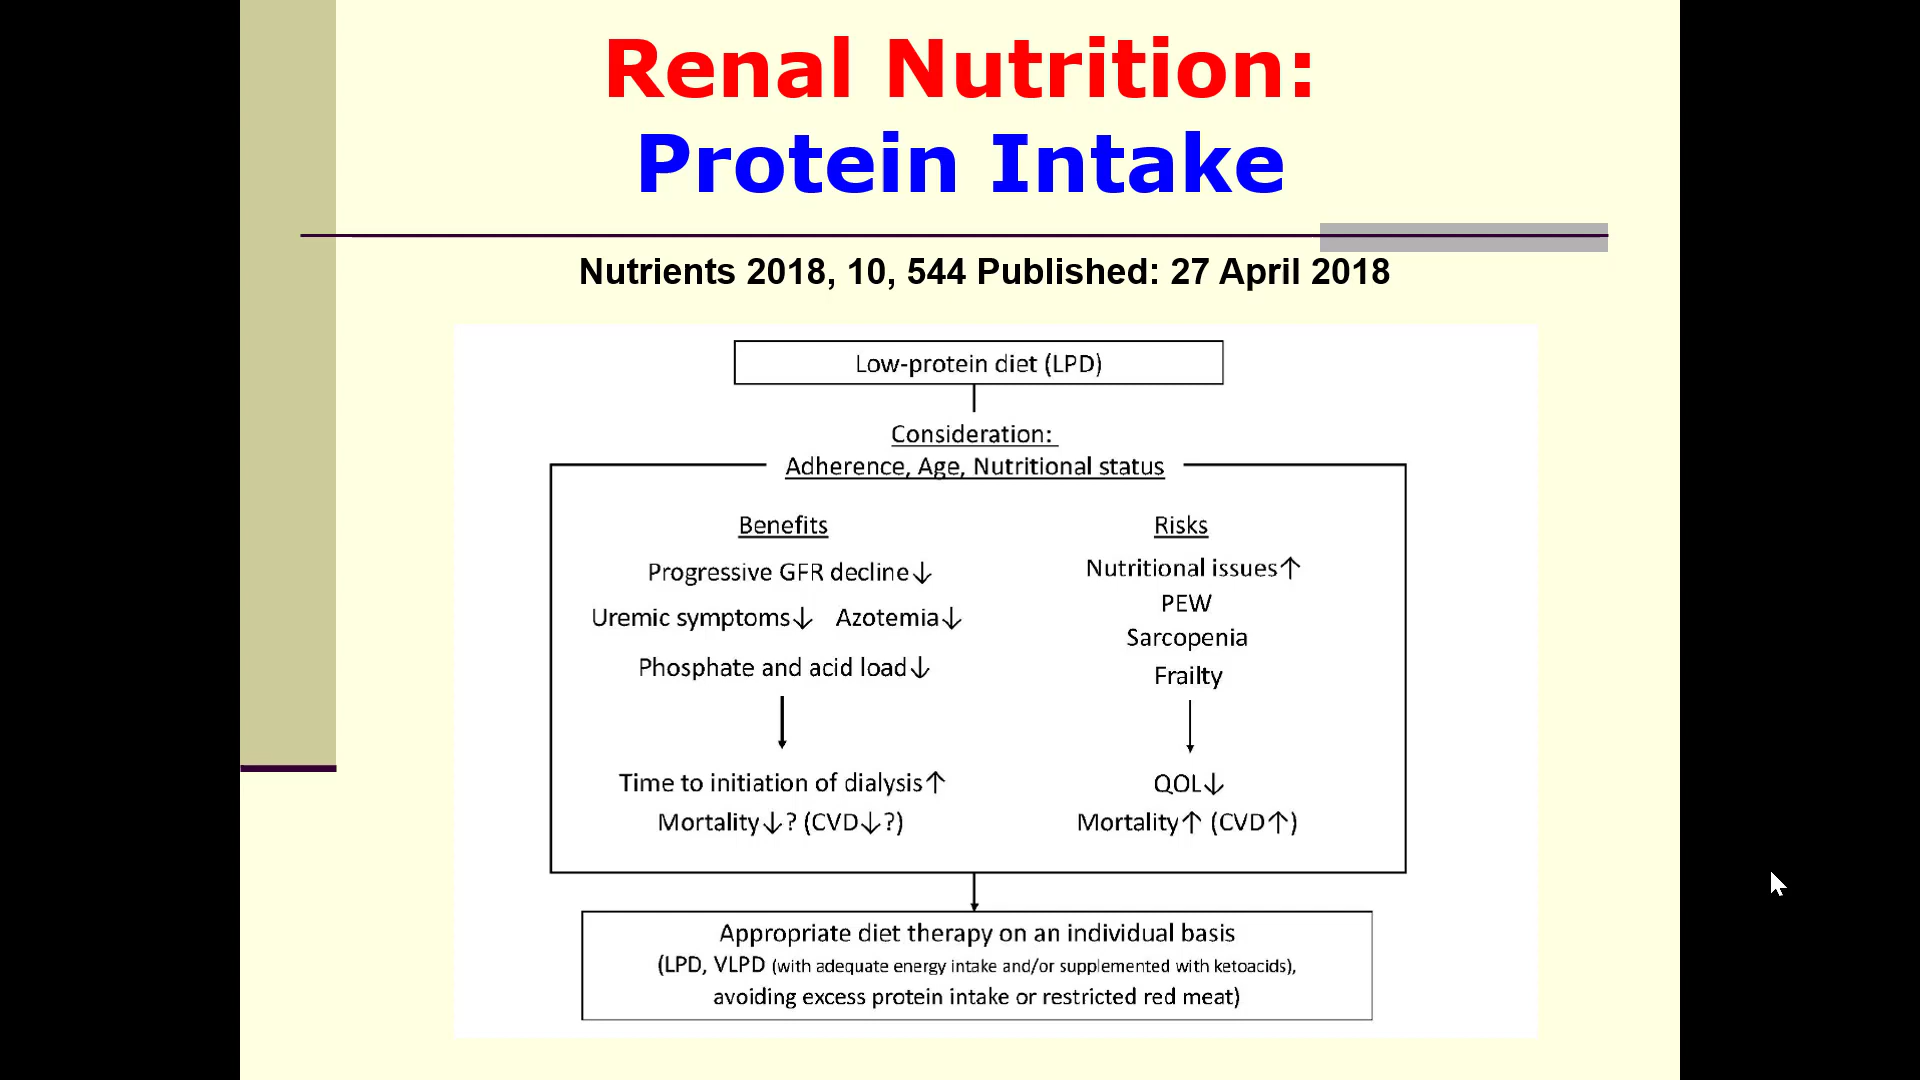 Renal Nutrition:
Protein Intake
Nutrients 2018, 10, 544 Published: 27 April 2018
Low-protein diet (LPD)
Consideration:
Adherence, Age, Nutritional status
Benefits
Progressive GFR decline↓
Uremic symptoms↓ Azotemia↓
Phosphate and acid load↓
Time to initiation of dialysis↑
Mortality↓? (CVD↓?)
Risks
Nutritional issues↑
PEW
Sarcopenia
Frailty
QOL↓
Mortality↑ (CVD↑)
Appropriate diet therapy on an individual basis
(LPD, VLPD (with adequate energy intake and/or supplemented with ketoacids),
avoiding excess protein intake or restricted red meat)